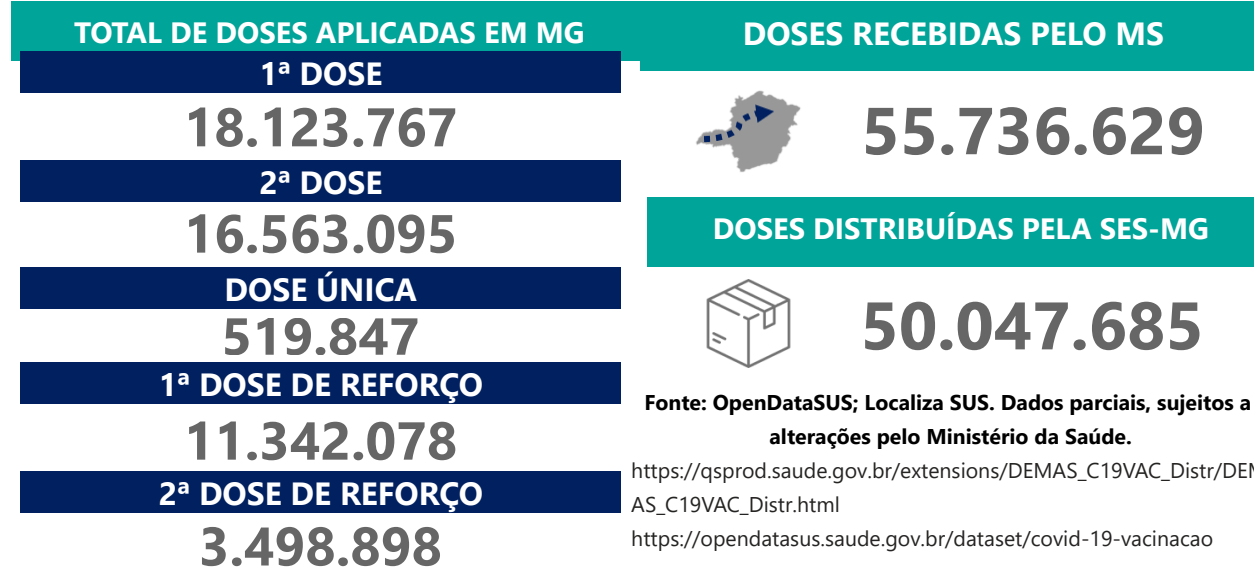 TOTAL DE DOSES APLICADAS EM MG
1ª DOSE
18.123.767
2ª DOSE
16.563.095
DOSE ÚNICA
519.847
1ª DOSE DE REFORÇO
11.342.078
2ª DOSE DE REFORÇO
3.498.898
DOSES RECEBIDAS PELO MS
55.736.629
DOSES DISTRIBUÍDAS PELA SES-MG
50.047.685
Fonte: OpenDataSUS; Localiza SUS. Dados parciais, sujeitos a
alterações pelo Ministério da Saúde.
https://qsprod.saude.gov.br/extensions/DEMAS_C19VAC_Distr/DEM
AS_C19VAC_Distr.html
https://opendatasus.saude.gov.br/dataset/covid-19-vacinacao